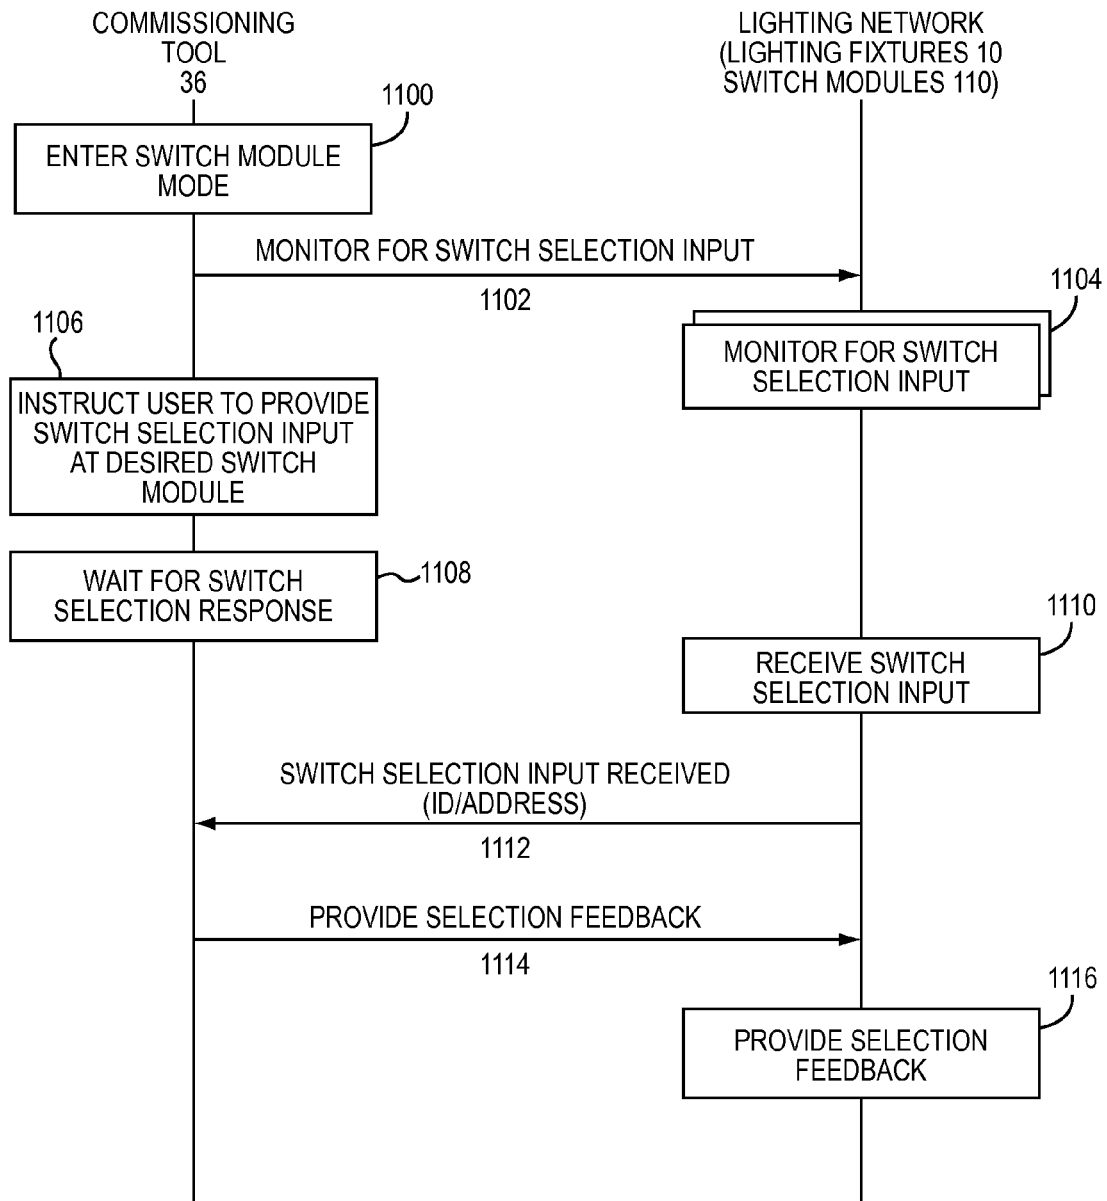 COMMISSIONING
TOOL
36
LIGHTING NETWORK
(LIGHTING FIXTURES 10
SWITCH MODULES 110)
1100
ENTER SWITCH MODULE
MODE
MONITOR FOR SWITCH SELECTION INPUT
1102
1104
MONITOR FOR SWITCH
SELECTION INPUT
1106
INSTRUCT USER TO PROVIDE
SWITCH SELECTION INPUT
AT DESIRED SWITCH
MODULE
WAIT FOR SWITCH
SELECTION RESPONSE
1108
1110
RECEIVE SWITCH
SELECTION INPUT
SWITCH SELECTION INPUT RECEIVED
(ID/ADDRESS)
1112
PROVIDE SELECTION FEEDBACK
1114
1116
PROVIDE SELECTION
FEEDBACK